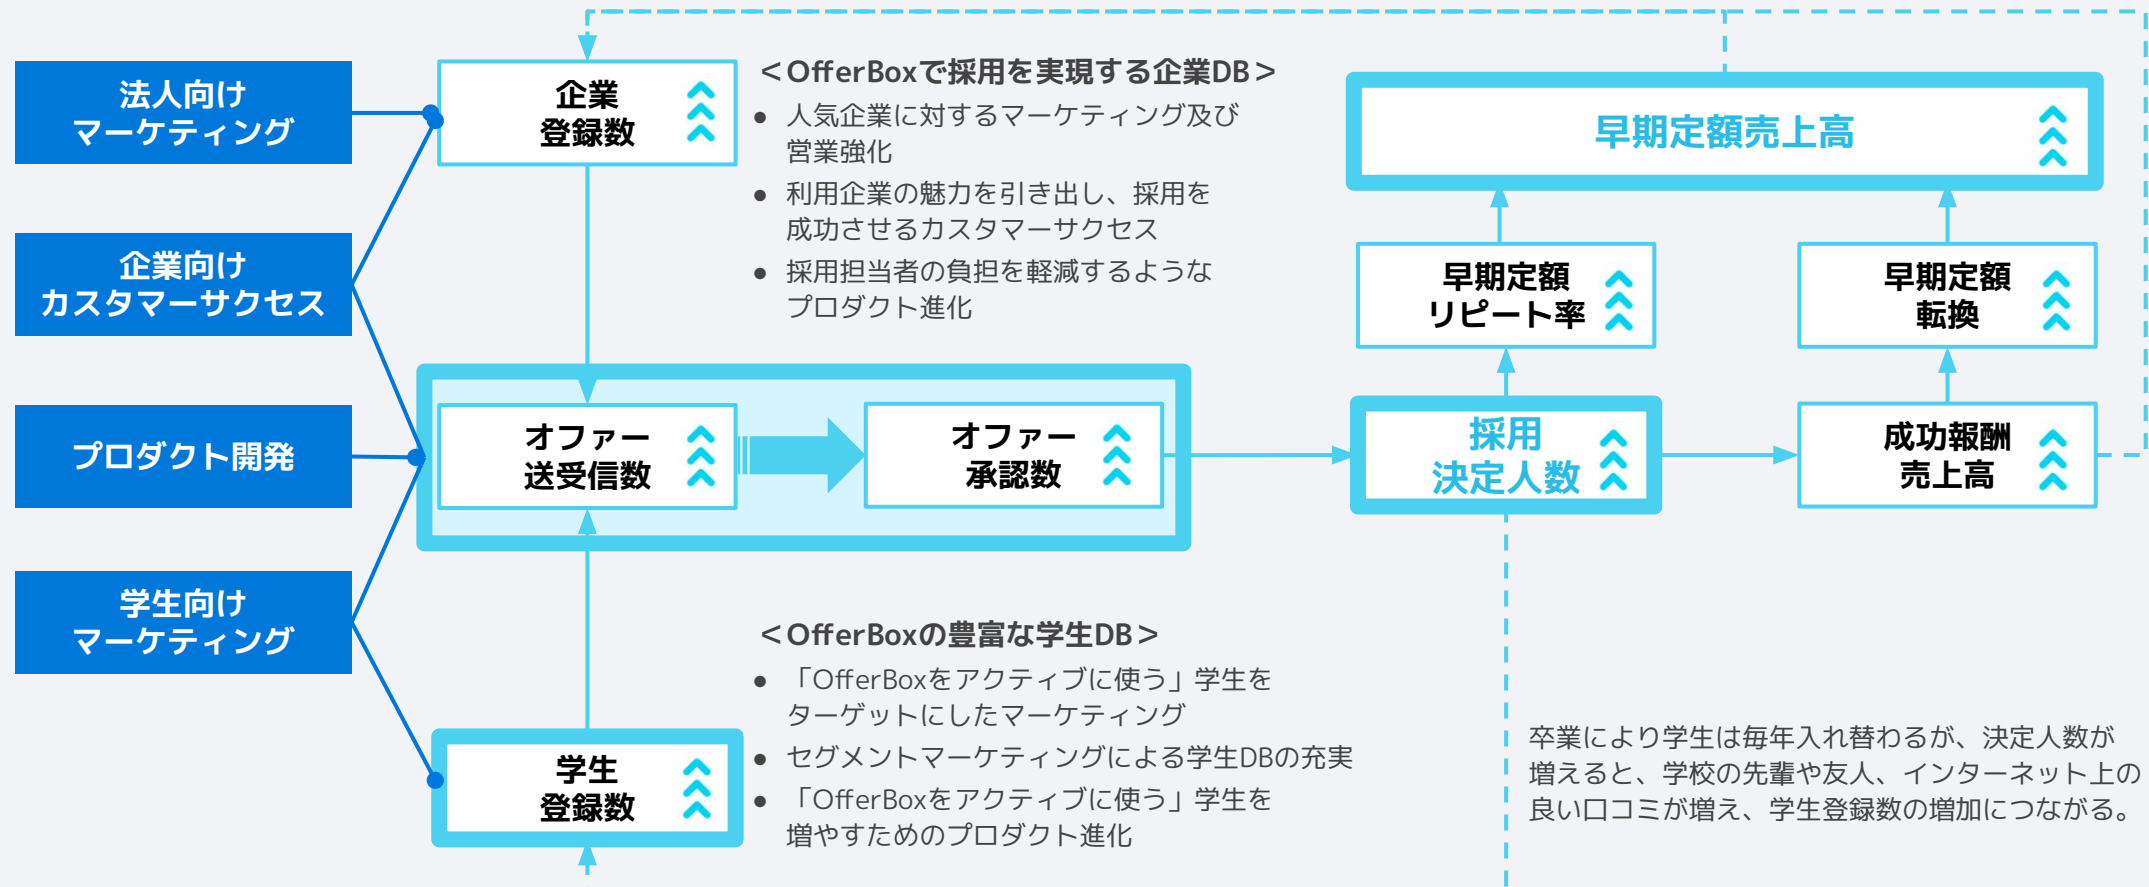 法人向け
マーケティング
企業向け
カスタマーサクセス
プロダクト開発
学生向け
マーケティング
企業
登録数
＜OfferBoxで採用を実現する企業DB＞
● 人気企業に対するマーケティング及び
営業強化
● 利用企業の魅力を引き出し、採用を
成功させるカスタマーサクセス
● 採用担当者の負担を軽減するような
プロダクト進化
オファー
送受信数
オファー
承認数
学生
登録数
＜OfferBoxの豊富な学生DB＞
● 「OfferBoxをアクティブに使う」学生を
ターゲットにしたマーケティング
● セグメントマーケティングによる学生DBの充実
● 「OfferBoxをアクティブに使う」学生を
増やすためのプロダクト進化
早期定額売上高
早期定額
リピート率
早期定額
転換
採用
決定人数
成功報酬
売上高
卒業により学生は毎年入れ替わるが、決定人数が
増えると、学校の先輩や友人、インターネット上の
良い口コミが増え、学生登録数の増加につながる。